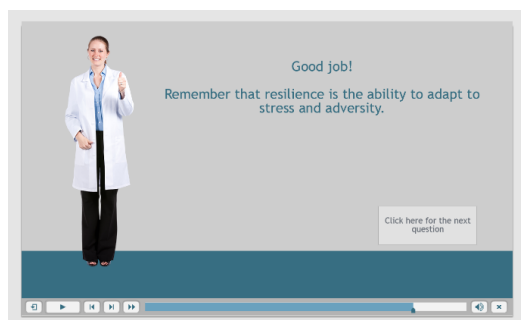 Good job!
Remember that resilience is the ability to adapt to
stress and adversity.
Click here for the next
question